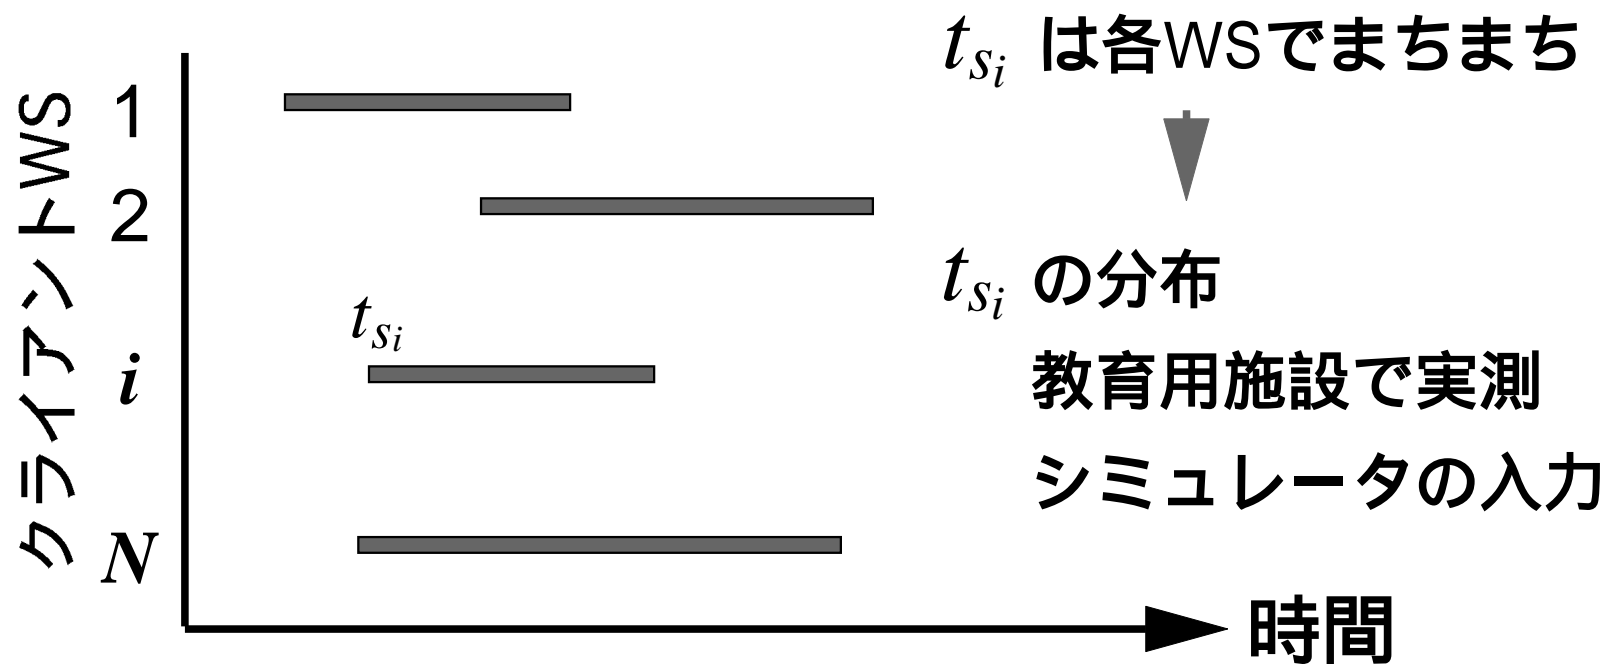 t_{s_i} は各WSでまちまち
クライアントWS
1
2
t_{s_i} の分布
t_{s_i}
i
教育用施設で実測
シミュレータの入力
N
時間